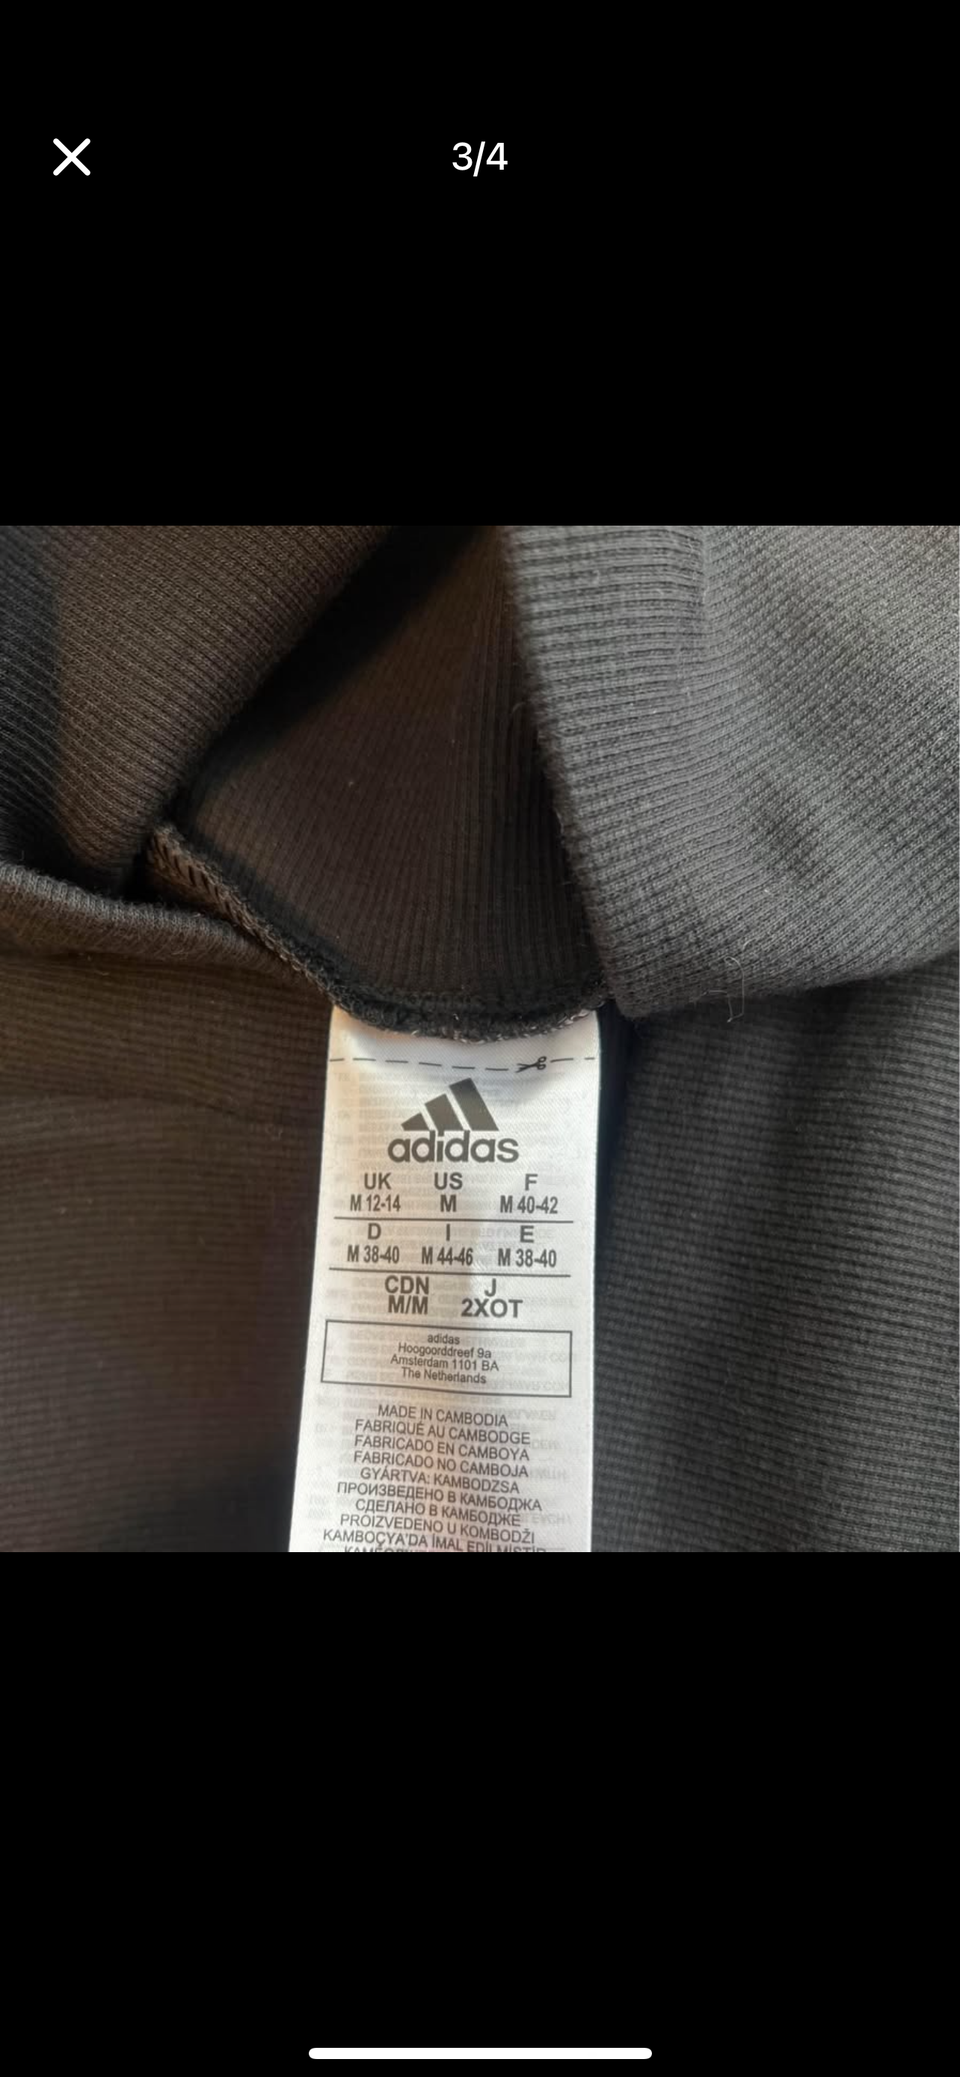 3/4
adidas
UK US F
M 12-14 M M 40-42
D I E
M 38-40 M 44-46 M 38-40
CDN J
M/M 2XOT
adidas
Hoogoorddreef 9a
Amsterdam 1101 BA
The Netherlands
MADE IN CAMBODIA
FABRIQUÉ AU CAMBODGE
FABRICADO EN CAMBOYA
FABRICADO NO CAMBOJA
GYÁRTVA: KAMBODZSA
ПРОИЗВЕДЕНО В КАМБОДЖА
СДЕЛАНО В КАМБОДЖЕ
PROIZVEDENO U KOMBODŽI
KAMBOÇYA'DA İMAL EDİLMİŞTİR